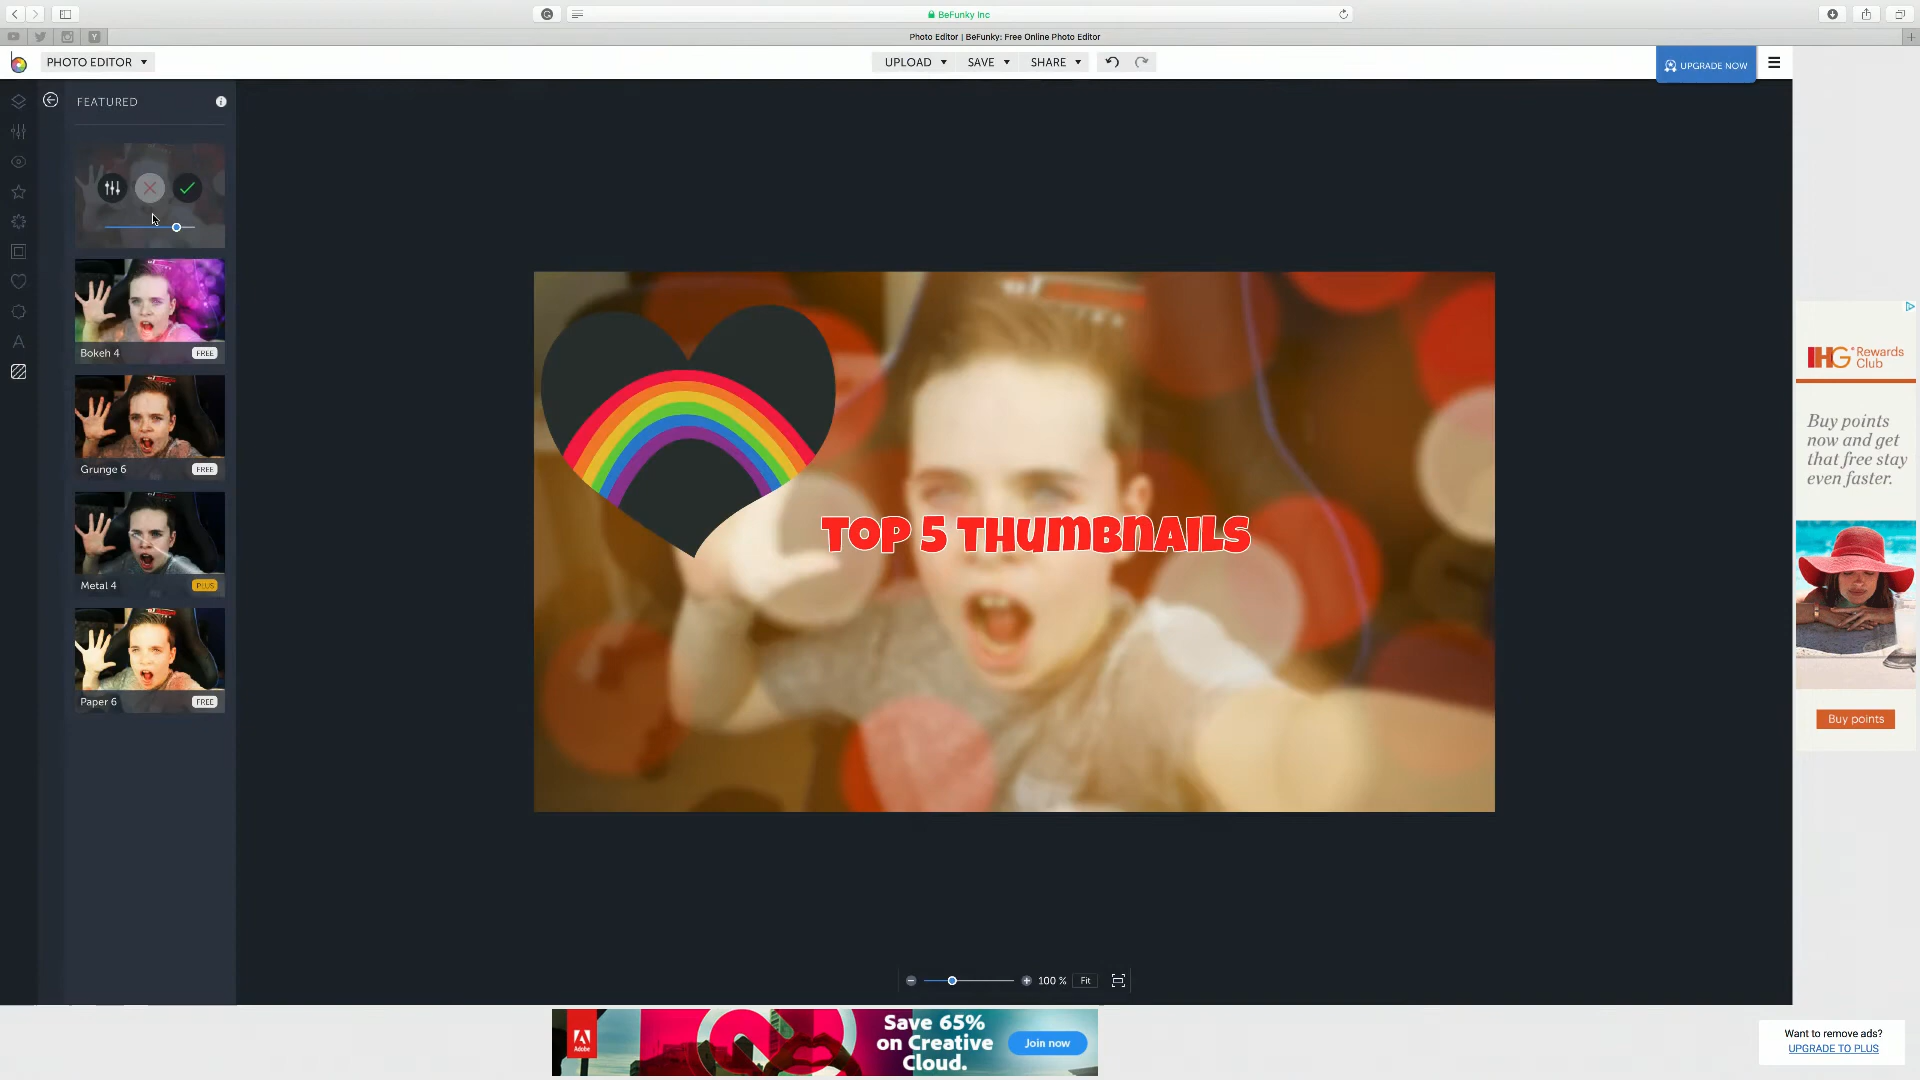 BeFunky Inc
Photo Editor | BeFunky: Free Online Photo Editor
PHOTO EDITOR
UPLOAD
SAVE
SHARE
UPGRADE NOW
FEATURED
Bokeh 4
FREE
Grunge 6
FREE
Metal 4
PLUS
Paper 6
FREE
TOP 5 THUMBNAILS
IHG® Rewards
Club
Buy points
now and get
that free stay
even faster.
Buy points
100 %
Fit
Adobe
Save 65%
on Creative
Cloud.
Join now
Want to remove ads?
UPGRADE TO PLUS